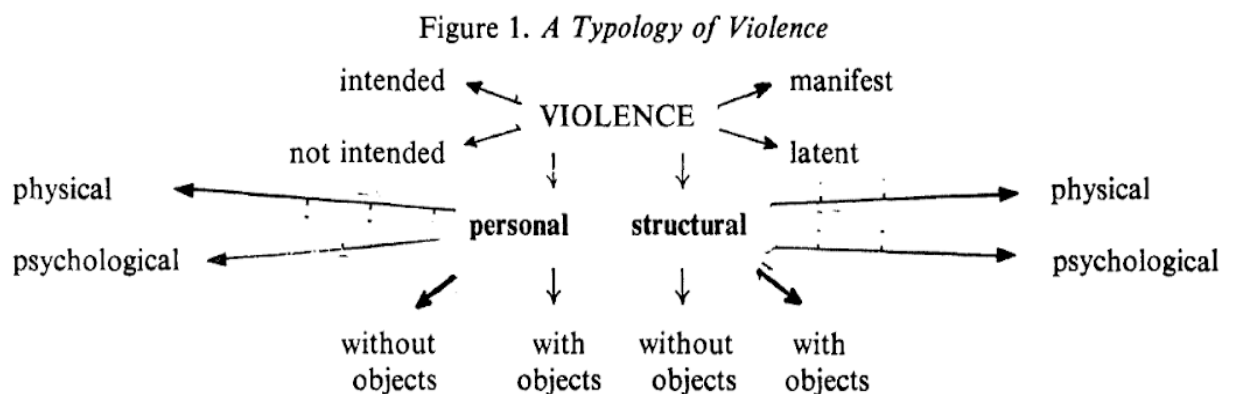 Figure 1. A Typology of Violence
intended
manifest
VIOLENCE
not intended
latent
physical
physical
personal
structural
psychological
psychological
without
objects
with
objects
without
objects
with
objects